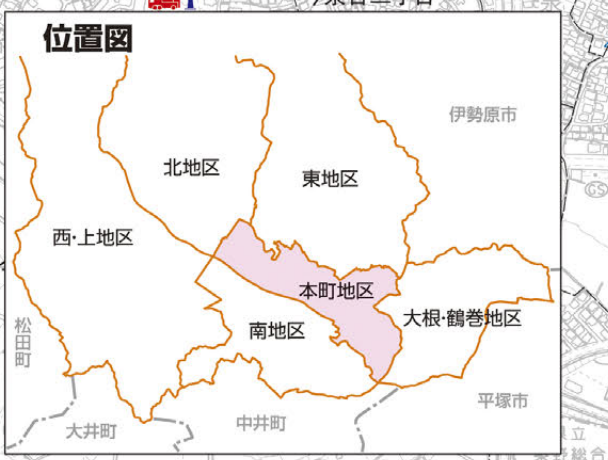 位置図
伊勢原市
北地区
東地区
西・上地区
本町地区
大根・鶴巻地区
南地区
松田町
平塚市
中井町
大井町
GS